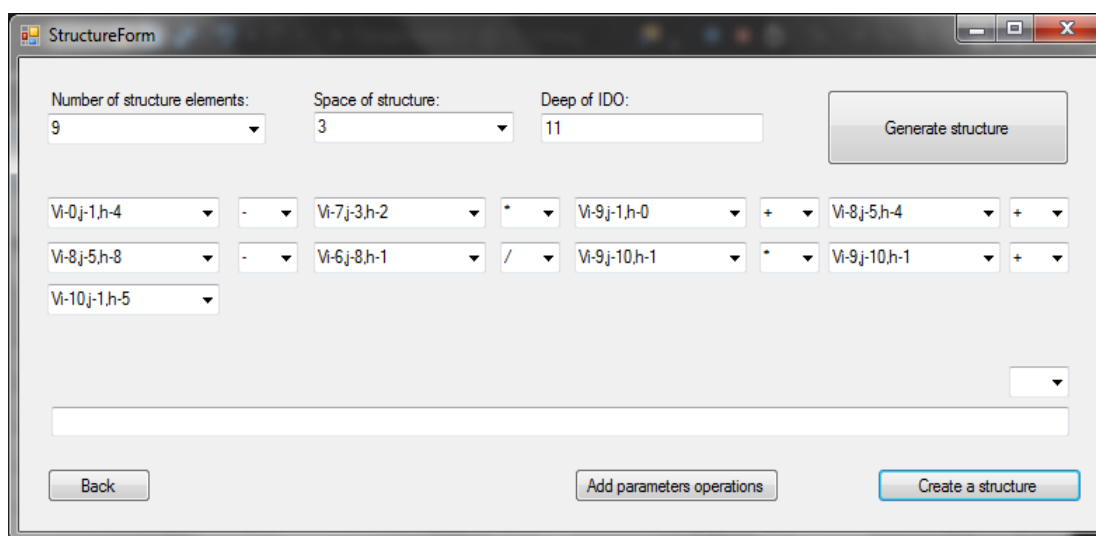 StructureForm
Number of structure elements: Space of structure: Deep of IDO:
9 3 11 Generate structure
Vi-0,j-1,h-4 - Vi-7,j-3,h-2 * Vi-9,j-1,h-0 + Vi-8,j-5,h-4 +
Vi-8,j-5,h-8 - Vi-6,j-8,h-1 / Vi-9,j-10,h-1 * Vi-9,j-10,h-1 +
Vi-10,j-1,h-5
Back Add parameters operations Create a structure